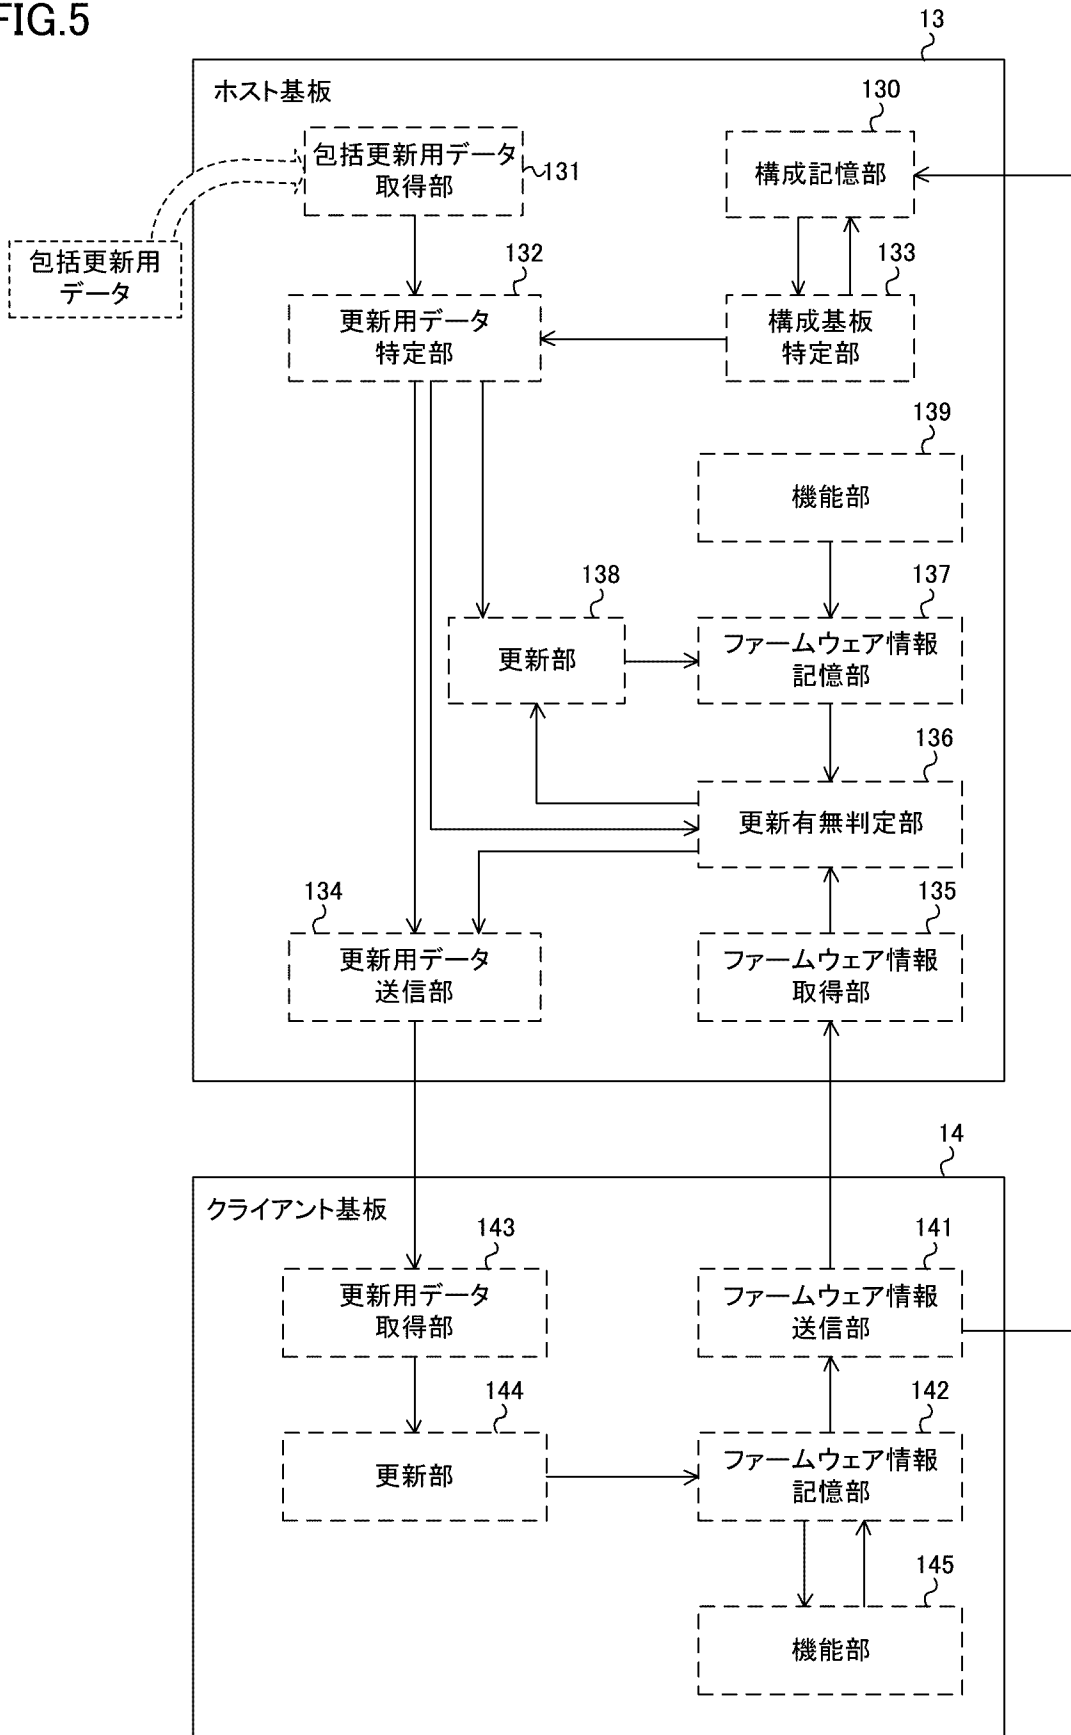 FIG.5
13
ホスト基板
130
包括更新用データ
取得部
131
構成記憶部
包括更新用
データ
132
133
更新用データ
特定部
構成基板
特定部
139
機能部
138
137
更新部
ファームウェア情報
記憶部
136
更新有無判定部
134
135
更新用データ
送信部
ファームウェア情報
取得部
14
クライアント基板
143
141
更新用データ
取得部
ファームウェア情報
送信部
144
142
更新部
ファームウェア情報
記憶部
145
機能部